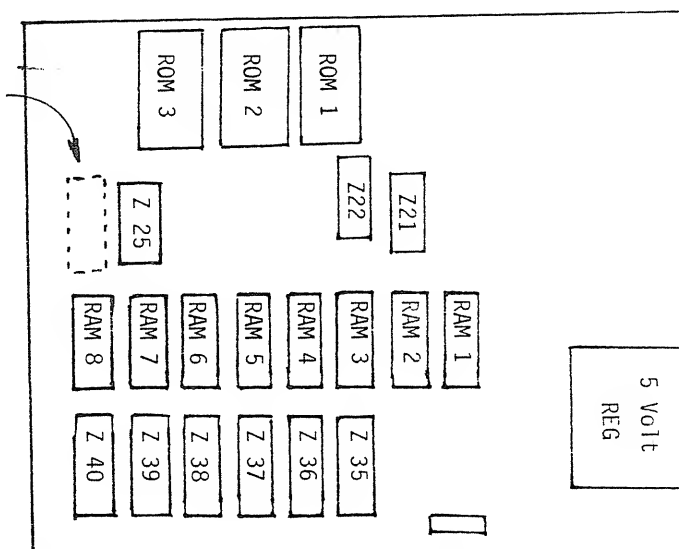 ROM 3
ROM 2
ROM 1
Z 25
Z22
Z21
RAM 8
RAM 7
RAM 6
RAM 5
RAM 4
RAM 3
RAM 2
RAM 1
5 Volt
REG
Z 40
Z 39
Z 38
Z 37
Z 36
Z 35